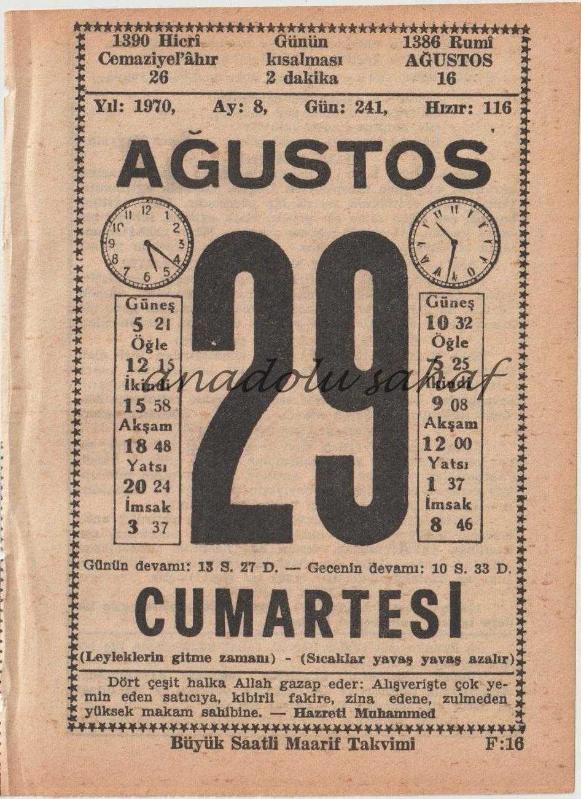 1390 Hicrî Günün 1386 Rumî
Cemaziyel'âhır kısalması AĞUSTOS
26 2 dakika 16
Yıl: 1970, Ay: 8, Gün: 241, Hızır: 116
AĞUSTOS
29
Güneş
5 21
Öğle
12 15
İkindi
15 58
Akşam
18 48
Yatsı
20 24
İmsak
3 37
Güneş
10 32
Öğle
5 25
İkindi
9 08
Akşam
12 00
Yatsı
1 37
İmsak
8 46
anadolu sahaf
Günün devamı: 13 S. 27 D. — Gecenin devamı: 10 S. 33 D.
CUMARTESİ
(Leyleklerin gitme zamanı) - (Sıcaklar yavaş yavaş azalır)
Dört çeşit halka Allah gazap eder: Alışverişte çok ye-
min eden satıcıya, kibirli fakire, zina edene, zulmeden
yüksek makam sahibine. — Hazreti Muhammed
Büyük Saatli Maarif Takvimi F:16